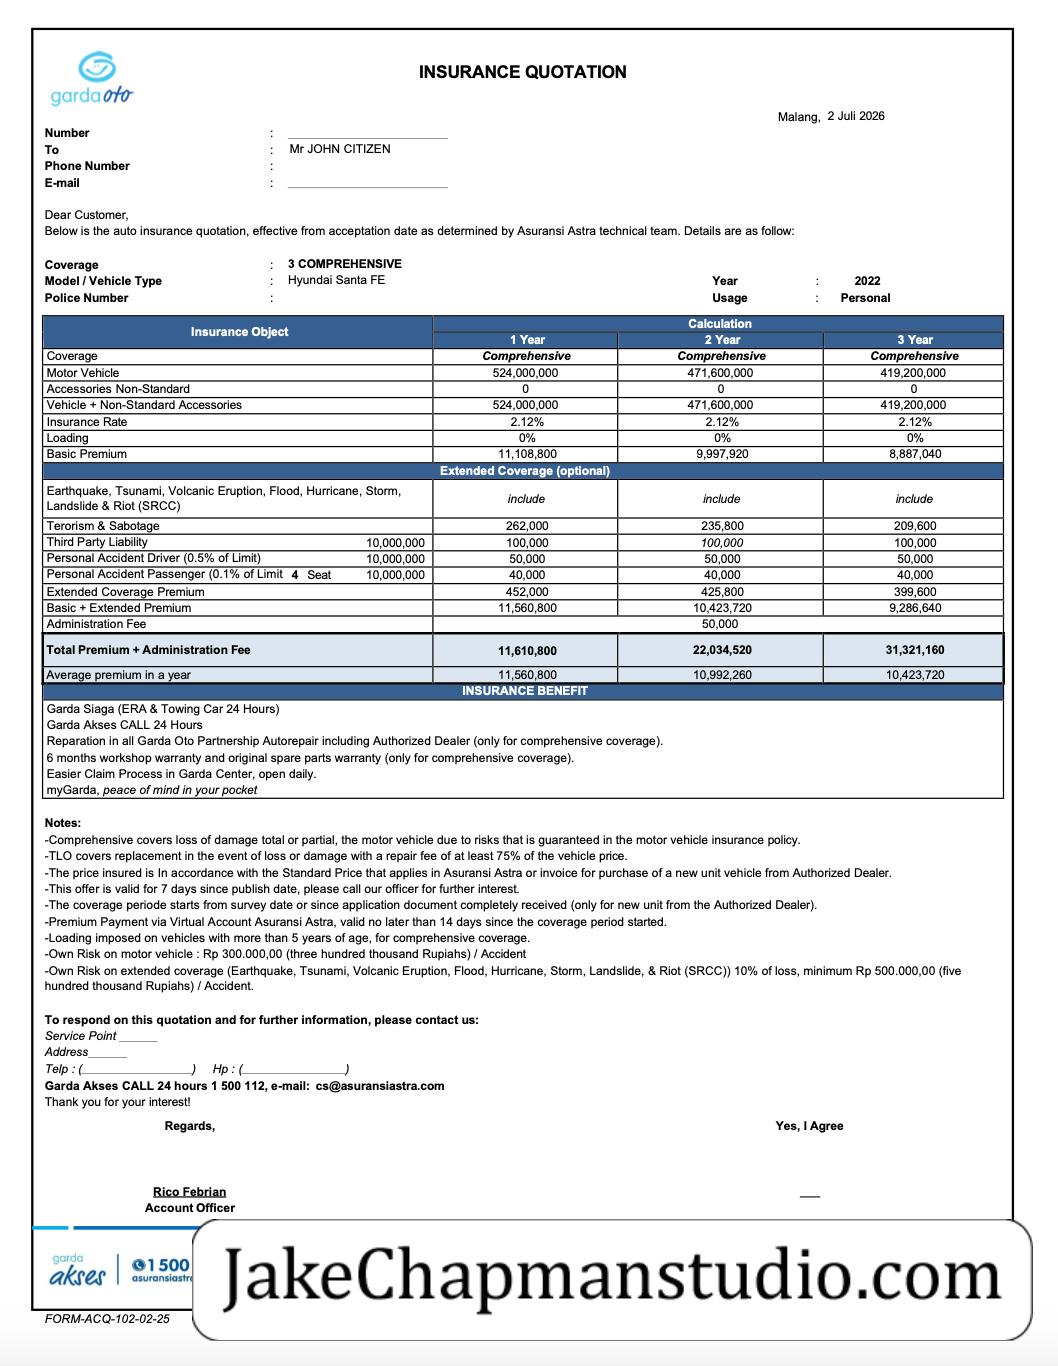 garda oto
INSURANCE QUOTATION
Malang, 2 Juli 2026
Number :
To : Mr JOHN CITIZEN
Phone Number :
E-mail :
Dear Customer,
Below is the auto insurance quotation, effective from acceptation date as determined by Asuransi Astra technical team. Details are as follow:
Coverage : 3 COMPREHENSIVE
Model / Vehicle Type : Hyundai Santa FE Year : 2022
Police Number : Usage : Personal
Insurance Object Calculation
1 Year 2 Year 3 Year
Coverage Comprehensive Comprehensive Comprehensive
Motor Vehicle 524,000,000 471,600,000 419,200,000
Accessories Non-Standard 0 0 0
Vehicle + Non-Standard Accessories 524,000,000 471,600,000 419,200,000
Insurance Rate 2.12% 2.12% 2.12%
Loading 0% 0% 0%
Basic Premium 11,108,800 9,997,920 8,887,040
Extended Coverage (optional)
Earthquake, Tsunami, Volcanic Eruption, Flood, Hurricane, Storm,
Landslide & Riot (SRCC) include include include
Terorism & Sabotage 262,000 235,800 209,600
Third Party Liability 10,000,000 100,000 100,000 100,000
Personal Accident Driver (0.5% of Limit) 10,000,000 50,000 50,000 50,000
Personal Accident Passenger (0.1% of Limit 4 Seat 10,000,000 40,000 40,000 40,000
Extended Coverage Premium 452,000 425,800 399,600
Basic + Extended Premium 11,560,800 10,423,720 9,286,640
Administration Fee 50,000
Total Premium + Administration Fee 11,610,800 22,034,520 31,321,160
Average premium in a year 11,560,800 10,992,260 10,423,720
INSURANCE BENEFIT
Garda Siaga (ERA & Towing Car 24 Hours)
Garda Akses CALL 24 Hours
Reparation in all Garda Oto Partnership Autorepair including Authorized Dealer (only for comprehensive coverage).
6 months workshop warranty and original spare parts warranty (only for comprehensive coverage).
Easier Claim Process in Garda Center, open daily.
myGarda, peace of mind in your pocket
Notes:
-Comprehensive covers loss of damage total or partial, the motor vehicle due to risks that is guaranteed in the motor vehicle insurance policy.
-TLO covers replacement in the event of loss or damage with a repair fee of at least 75% of the vehicle price.
-The price insured is In accordance with the Standard Price that applies in Asuransi Astra or invoice for purchase of a new unit vehicle from Authorized Dealer.
-This offer is valid for 7 days since publish date, please call our officer for further interest.
-The coverage periode starts from survey date or since application document completely received (only for new unit from the Authorized Dealer).
-Premium Payment via Virtual Account Asuransi Astra, valid no later than 14 days since the coverage period started.
-Loading imposed on vehicles with more than 5 years of age, for comprehensive coverage.
-Own Risk on motor vehicle : Rp 300.000,00 (three hundred thousand Rupiahs) / Accident
-Own Risk on extended coverage (Earthquake, Tsunami, Volcanic Eruption, Flood, Hurricane, Storm, Landslide, & Riot (SRCC)) 10% of loss, minimum Rp 500.000,00 (five
hundred thousand Rupiahs) / Accident.
To respond on this quotation and for further information, please contact us:
Service Point ______
Address______
Telp : (_________________) Hp : (________________)
Garda Akses CALL 24 hours 1 500 112, e-mail: cs@asuransiastra.com
Thank you for your interest!
Regards, Yes, I Agree
Rico Febrian ___
Account Officer
garda
akses 1 500
asuransiastr
JakeChapmanstudio.com
FORM-ACQ-102-02-25